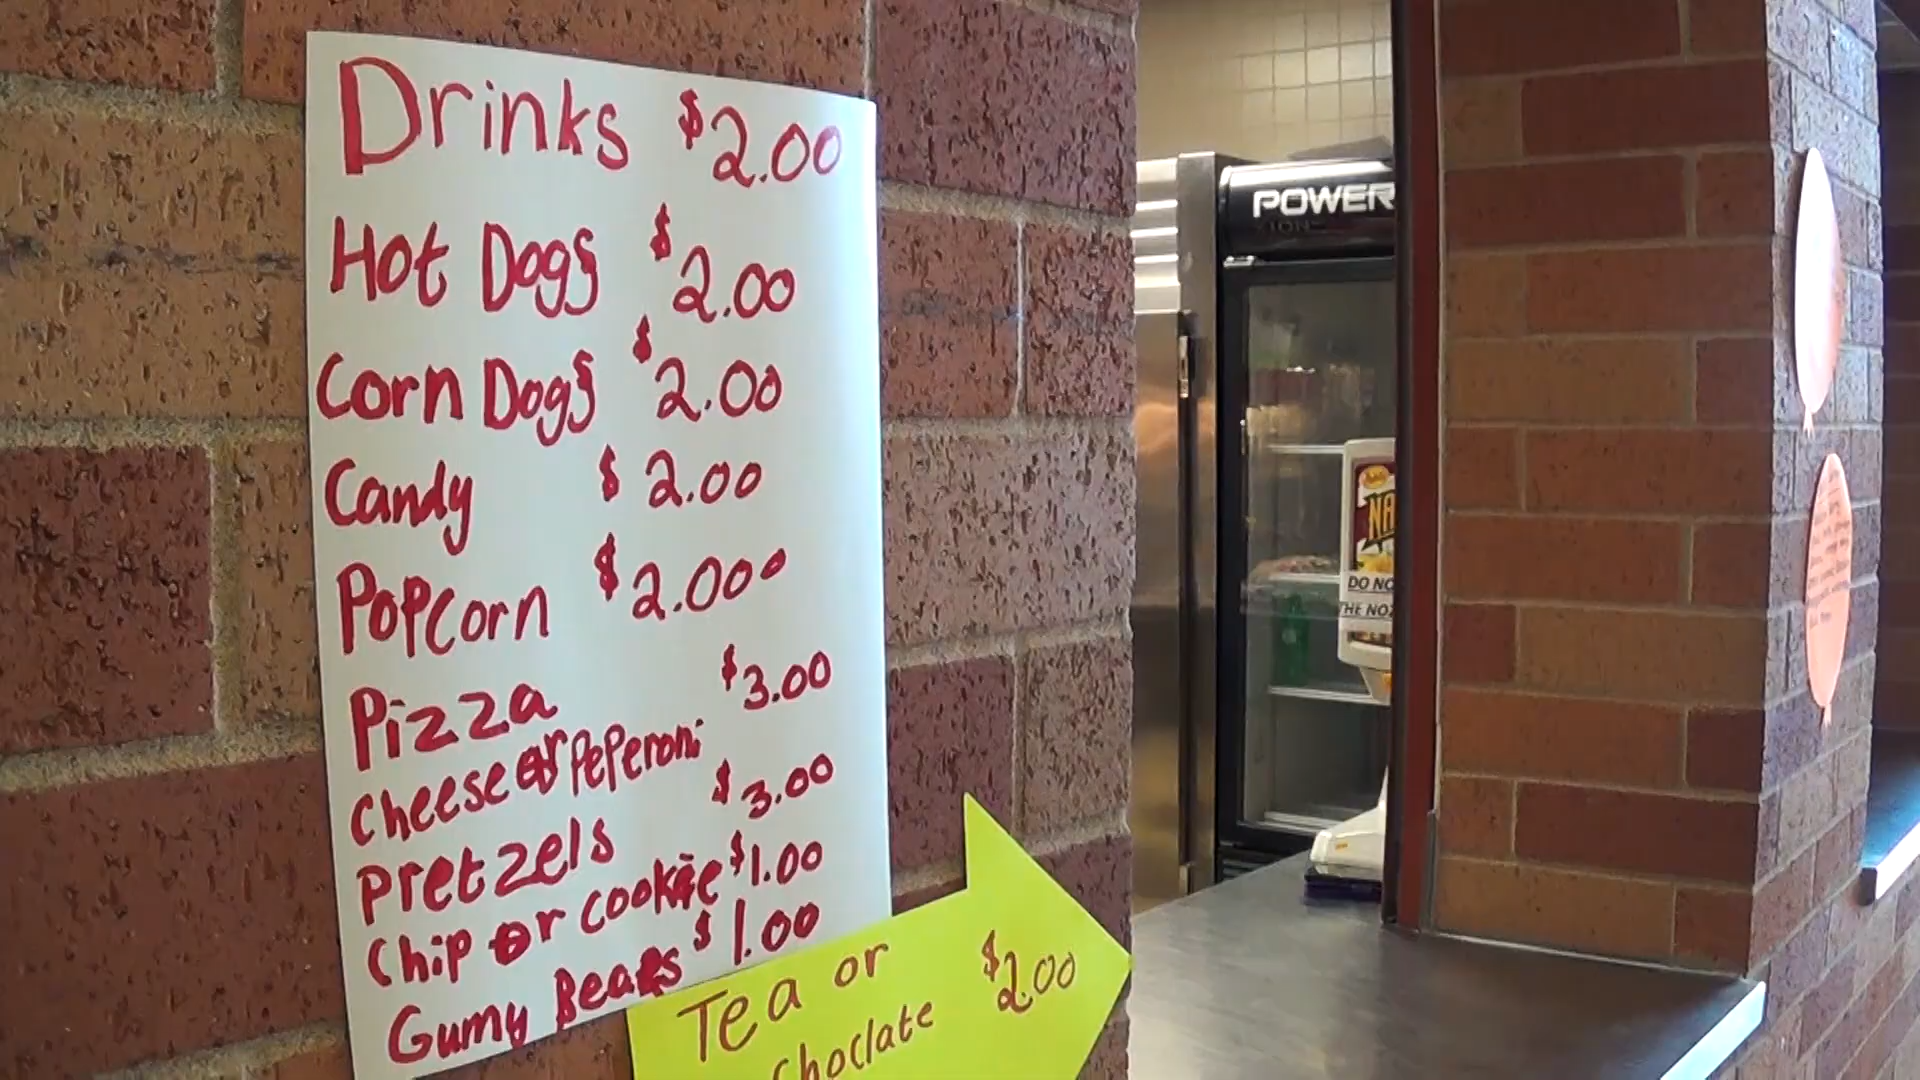 Drinks $2.00
Hot Dogs $2.00
Corn Dogs $2.00
Candy $2.00
PoPCorn $2.000
Pizza $3.00
Cheese or PePeroni
Pretzels $3.00
Chip or cookie $1.00
Gumy Bears $1.00
Tea or
Choclate $2.00
POWER
NA
DO NO
THE NOZ